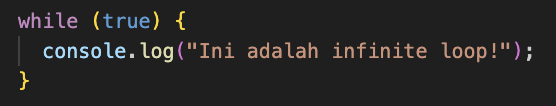 while (true) {
  console.log("Ini adalah infinite loop!");
}